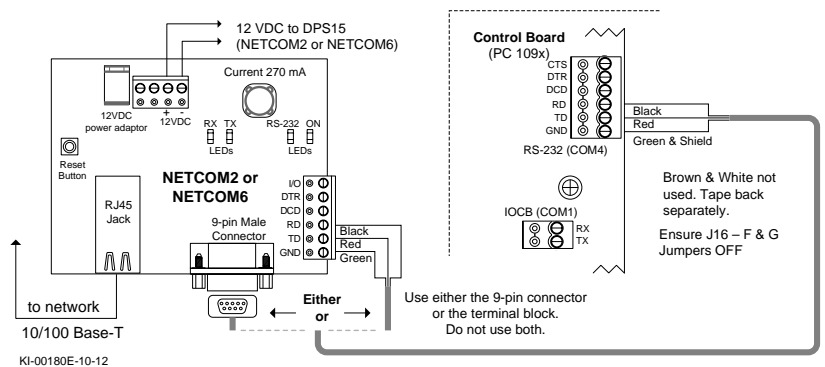 12 VDC to DPS15
(NETCOM2 or NETCOM6)
Current 270 mA
12VDC
power adaptor
+ -
12VDC
RX TX
LEDs
RS-232 ON
LEDs
Reset
Button
NETCOM2 or
NETCOM6
RJ45
Jack
9-pin Male
Connector
I/O
DTR
DCD
RD
TD
GND
Black
Red
Green
to network
10/100 Base-T
Either
or
Use either the 9-pin connector
or the terminal block.
Do not use both.
Control Board
(PC 109x)
CTS
DTR
DCD
RD
TD
GND
Black
Red
Green & Shield
RS-232 (COM4)
IOCB (COM1)
RX
TX
Brown & White not
used. Tape back
separately.
Ensure J16 – F & G
Jumpers OFF
KI-00180E-10-12